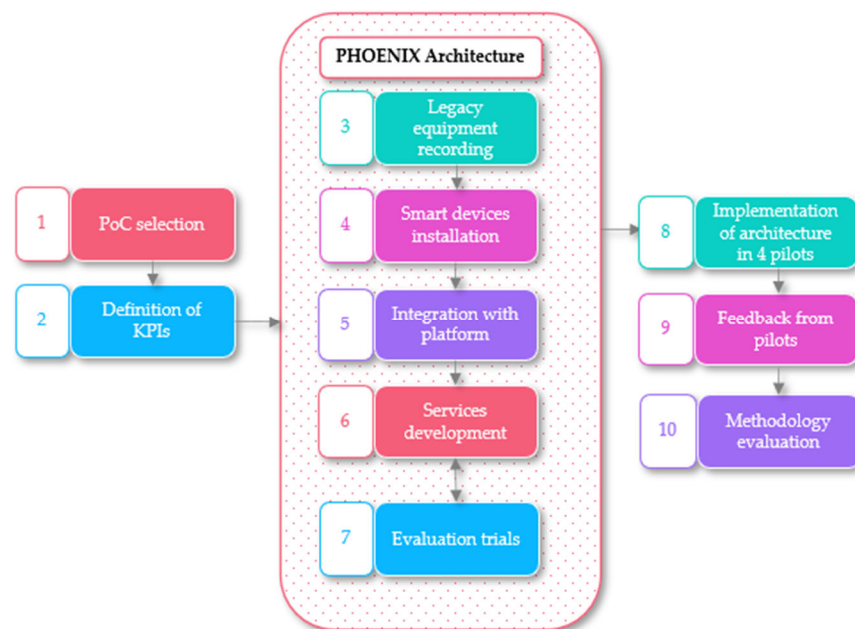 1
PoC selection
2
Definition of
KPIs
PHOENIX Architecture
3
Legacy
equipment
recording
4
Smart devices
installation
5
Integration with
platform
6
Services
development
7
Evaluation trials
8
Implementation
of architecture
in 4 pilots
9
Feedback from
pilots
10
Methodology
evaluation